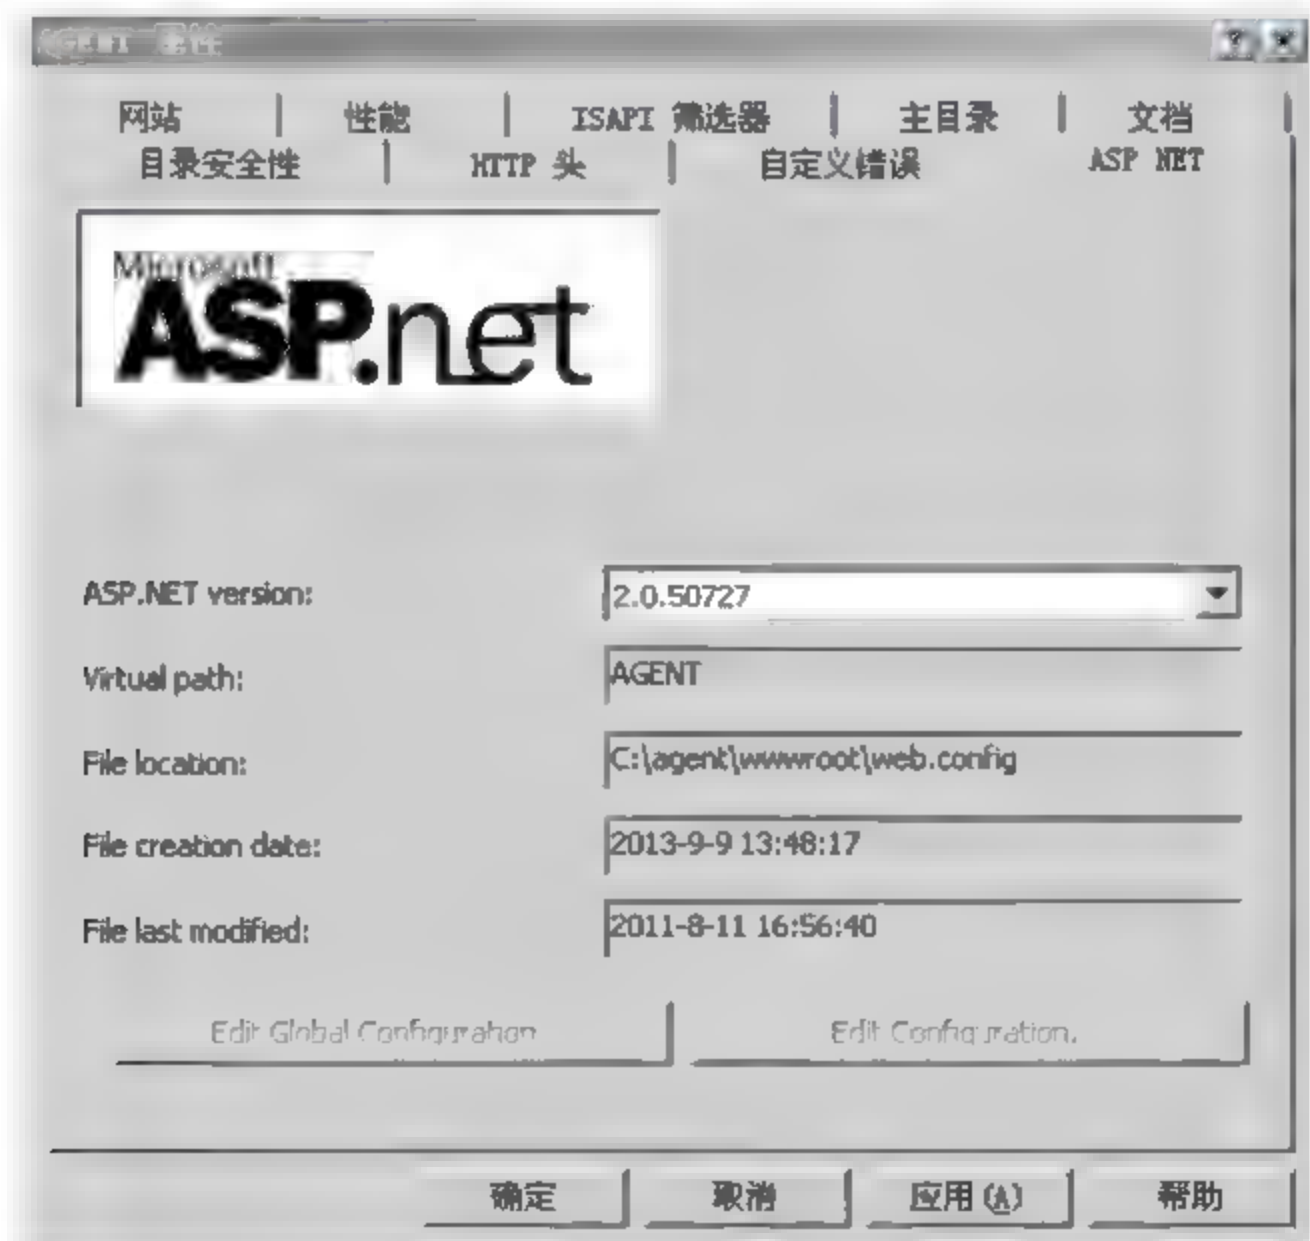 AGENT 属性
网站 性能 ISAPI 筛选器 主目录 文档
目录安全性 HTTP 头 自定义错误 ASP NET
Microsoft
ASP.net
ASP.NET version: 2.0.50727
Virtual path: AGENT
File location: C:\agent\wwwroot\web.config
File creation date: 2013-9-9 13:48:17
File last modified: 2011-8-11 16:56:40
Edit Global Configuration Edit Configuration.
确定 取消 应用(A) 帮助